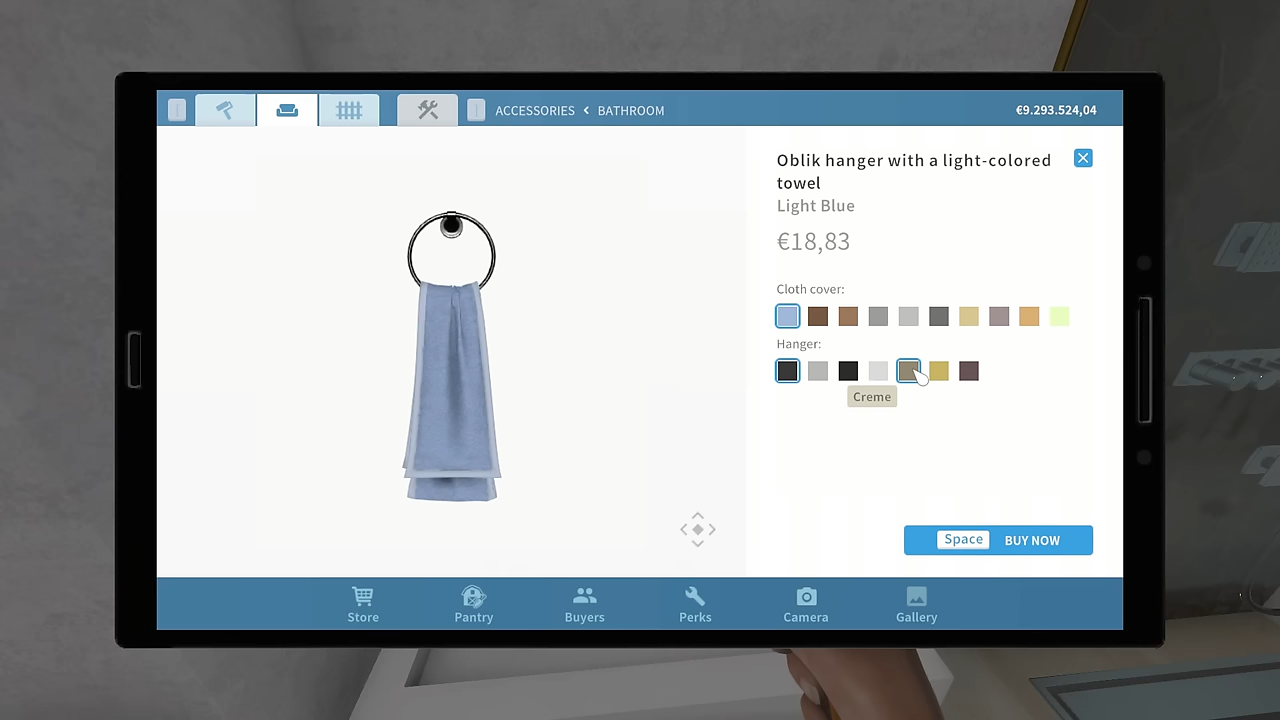 ACCESSORIES < BATHROOM
€9.293.524,04
Oblik hanger with a light-colored
towel
Light Blue
€18,83
Cloth cover:
Hanger:
Creme
Space BUY NOW
Store
Pantry
Buyers
Perks
Camera
Gallery